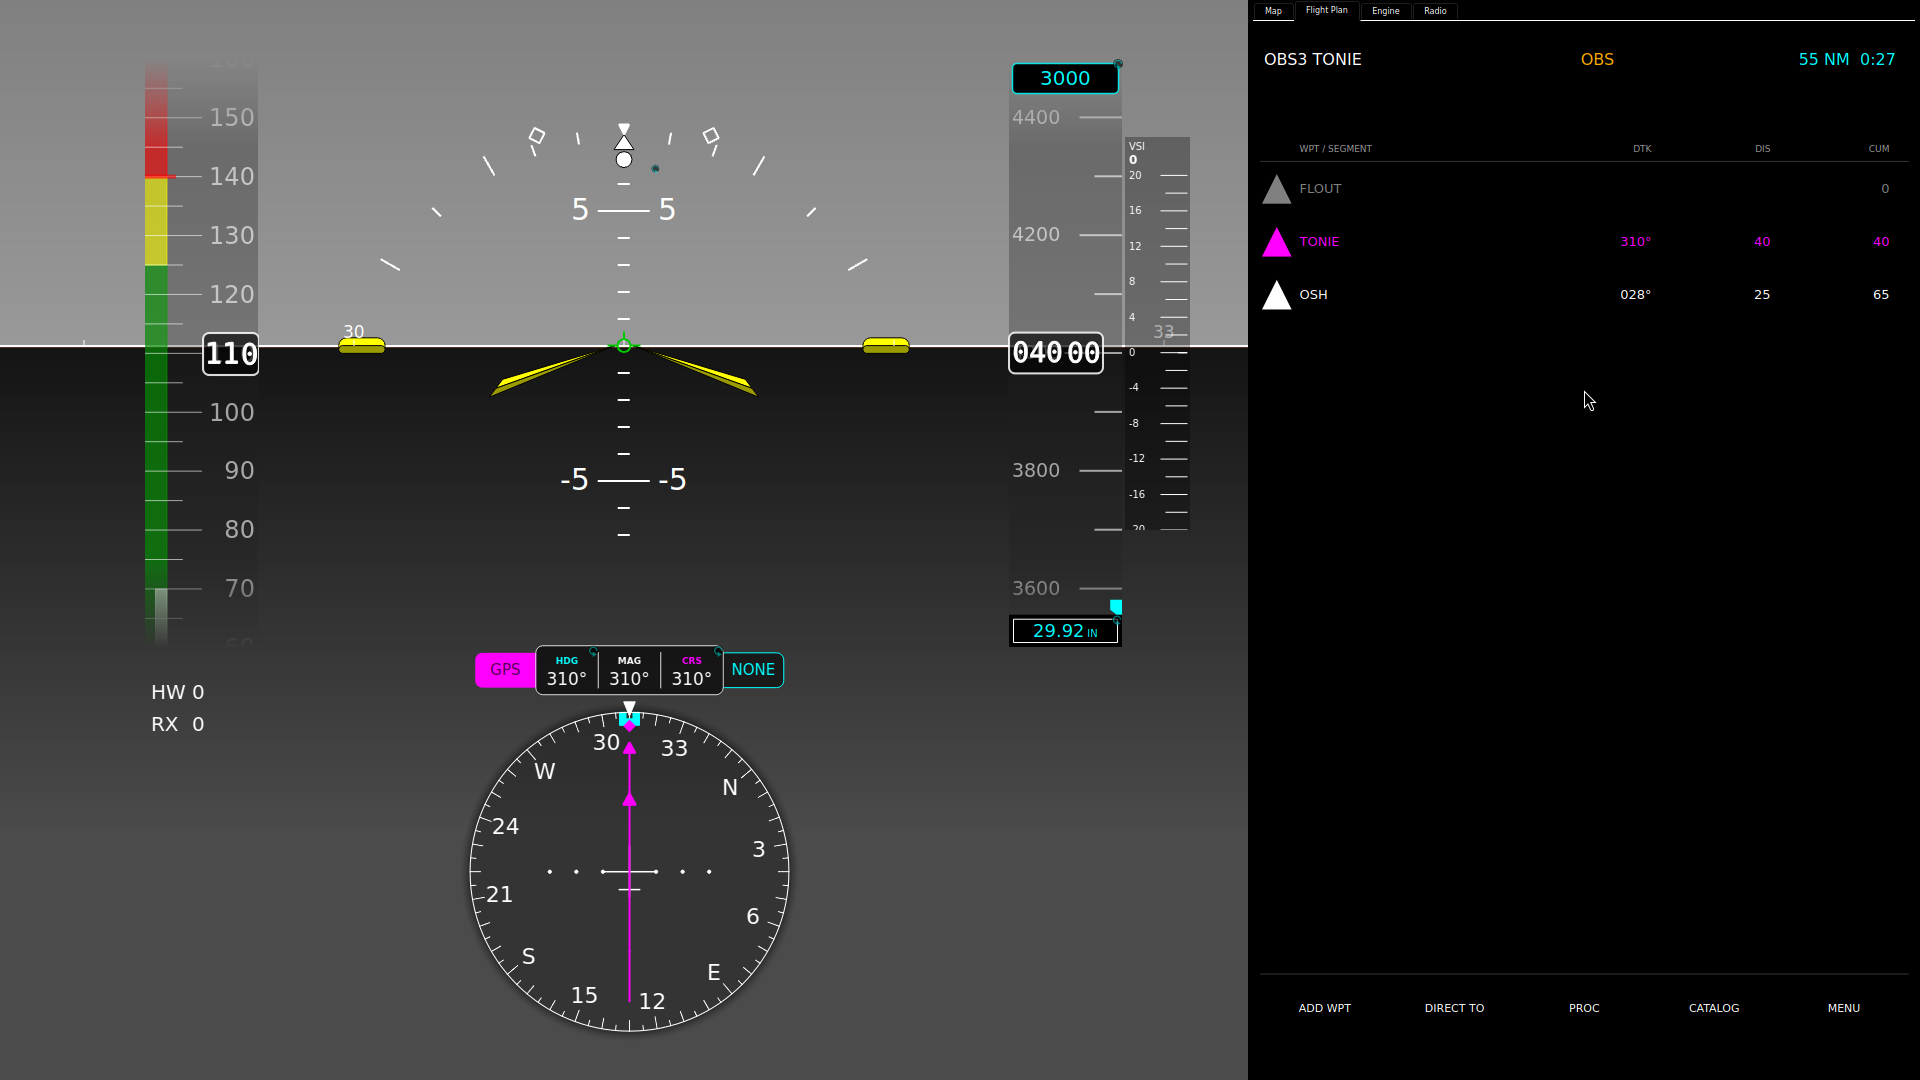 Map Flight Plan Engine Radio
OBS3 TONIE OBS 55 NM 0:27
WPT / SEGMENT DTK DIS CUM
FLOUT 0
TONIE 310° 40 40
OSH 028° 25 65
ADD WPT DIRECT TO PROC CATALOG MENU
150
140
130
120
110
100
90
80
70
60
HW 0
RX 0
5 5
30
33
-5 -5
3000
4400
4200
04000
3800
3600
29.92 IN
VSI
0
20
16
12
8
4
0
-4
-8
-12
-16
-20
GPS HDG 310° MAG 310° CRS 310° NONE
30 33
W N
24 3
21 6
S E
15 12